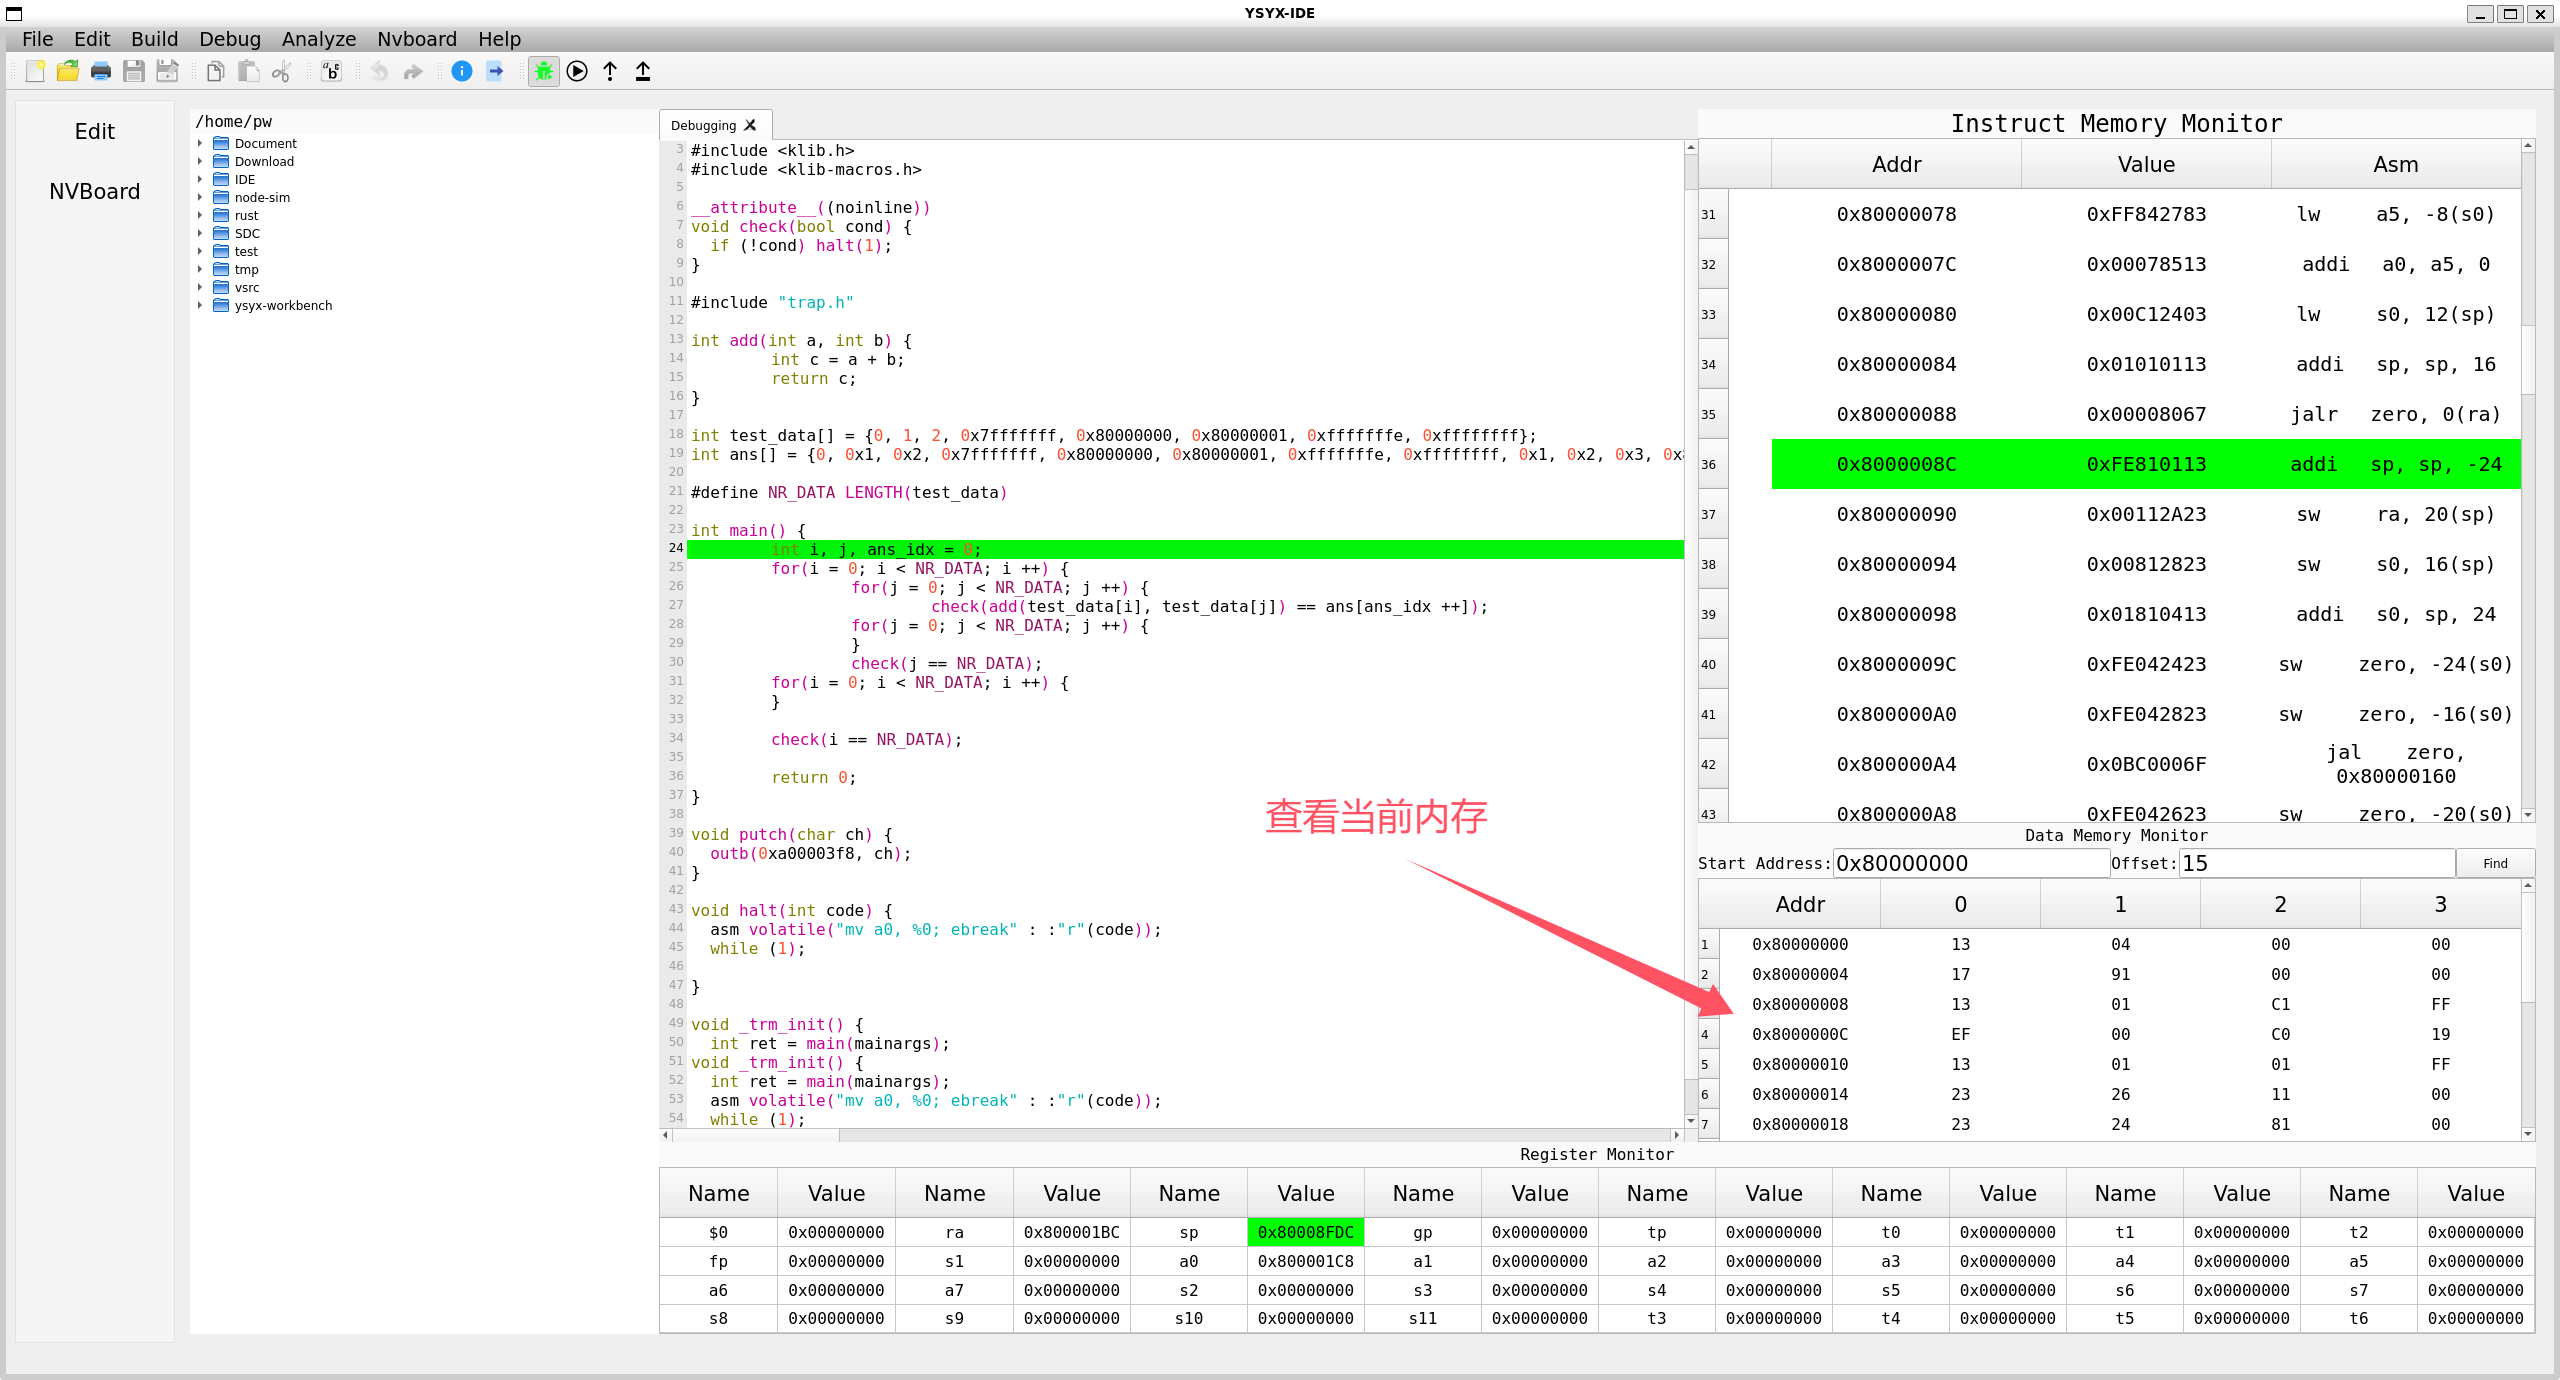 YSYX-IDE
File Edit Build Debug Analyze Nvboard Help
Edit
NVBoard
/home/pw
Document
Download
IDE
node-sim
rust
SDC
test
tmp
vsrc
ysyx-workbench
Debugging
3 #include <klib.h>
4 #include <klib-macros.h>
5
6 __attribute__((noinline))
7 void check(bool cond) {
8 if (!cond) halt(1);
9 }
10
11 #include "trap.h"
12
13 int add(int a, int b) {
14 int c = a + b;
15 return c;
16 }
17
18 int test_data[] = {0, 1, 2, 0x7fffffff, 0x80000000, 0x80000001, 0xfffffffe, 0xffffffff};
19 int ans[] = {0, 0x1, 0x2, 0x7fffffff, 0x80000000, 0x80000001, 0xfffffffe, 0xffffffff, 0x1, 0x2, 0x3, 0x
20
21 #define NR_DATA LENGTH(test_data)
22
23 int main() {
24 int i, j, ans_idx = 0;
25 for(i = 0; i < NR_DATA; i ++) {
26 for(j = 0; j < NR_DATA; j ++) {
27 check(add(test_data[i], test_data[j]) == ans[ans_idx ++]);
28 for(j = 0; j < NR_DATA; j ++) {
29 }
30 check(j == NR_DATA);
31 for(i = 0; i < NR_DATA; i ++) {
32 }
33
34 check(i == NR_DATA);
35
36 return 0;
37 }
38
39 void putch(char ch) {
40 outb(0xa00003f8, ch);
41 }
42
43 void halt(int code) {
44 asm volatile("mv a0, %0; ebreak" : :"r"(code));
45 while (1);
46
47 }
48
49 void _trm_init() {
50 int ret = main(mainargs);
51 void _trm_init() {
52 int ret = main(mainargs);
53 asm volatile("mv a0, %0; ebreak" : :"r"(code));
54 while (1);
查看当前内存
Instruct Memory Monitor
Addr Value Asm
31 0x80000078 0xFF842783 lw a5, -8(s0)
32 0x8000007C 0x00078513 addi a0, a5, 0
33 0x80000080 0x00C12403 lw s0, 12(sp)
34 0x80000084 0x01010113 addi sp, sp, 16
35 0x80000088 0x00008067 jalr zero, 0(ra)
36 0x8000008C 0xFE810113 addi sp, sp, -24
37 0x80000090 0x00112A23 sw ra, 20(sp)
38 0x80000094 0x00812823 sw s0, 16(sp)
39 0x80000098 0x01810413 addi s0, sp, 24
40 0x8000009C 0xFE042423 sw zero, -24(s0)
41 0x800000A0 0xFE042823 sw zero, -16(s0)
42 0x800000A4 0x0BC0006F jal zero,
0x80000160
43 0x800000A8 0xFE042623 sw zero, -20(s0)
Data Memory Monitor
Start Address: 0x80000000 Offset: 15 Find
Addr 0 1 2 3
1 0x80000000 13 04 00 00
2 0x80000004 17 91 00 00
0x80000008 13 01 C1 FF
4 0x8000000C EF 00 C0 19
5 0x80000010 13 01 01 FF
6 0x80000014 23 26 11 00
7 0x80000018 23 24 81 00
Register Monitor
Name Value Name Value Name Value Name Value Name Value Name Value Name Value Name Value
$0 0x00000000 ra 0x800001BC sp 0x80008FDC gp 0x00000000 tp 0x00000000 t0 0x00000000 t1 0x00000000 t2 0x00000000
fp 0x00000000 s1 0x00000000 a0 0x800001C8 a1 0x00000000 a2 0x00000000 a3 0x00000000 a4 0x00000000 a5 0x00000000
a6 0x00000000 a7 0x00000000 s2 0x00000000 s3 0x00000000 s4 0x00000000 s5 0x00000000 s6 0x00000000 s7 0x00000000
s8 0x00000000 s9 0x00000000 s10 0x00000000 s11 0x00000000 t3 0x00000000 t4 0x00000000 t5 0x00000000 t6 0x00000000